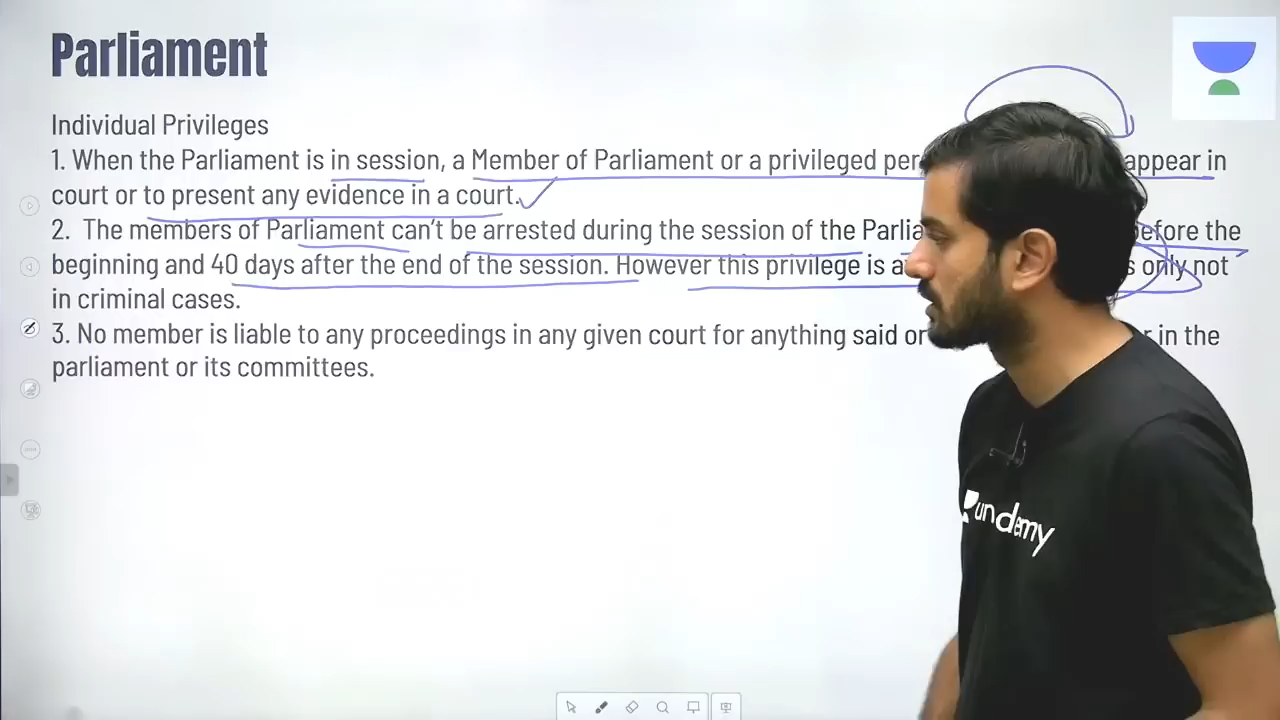 Parliament
Individual Privileges
1. When the Parliament is in session, a Member of Parliament or a privileged appear in
court or to present any evidence in a court.
2. The members of Parliament can't be arrested during the session of the before the
beginning and 40 days after the end of the session. However this privilege is only not
in criminal cases.
3. No member is liable to any proceedings in any given court for anything said in the
parliament or its committees.
unacademy